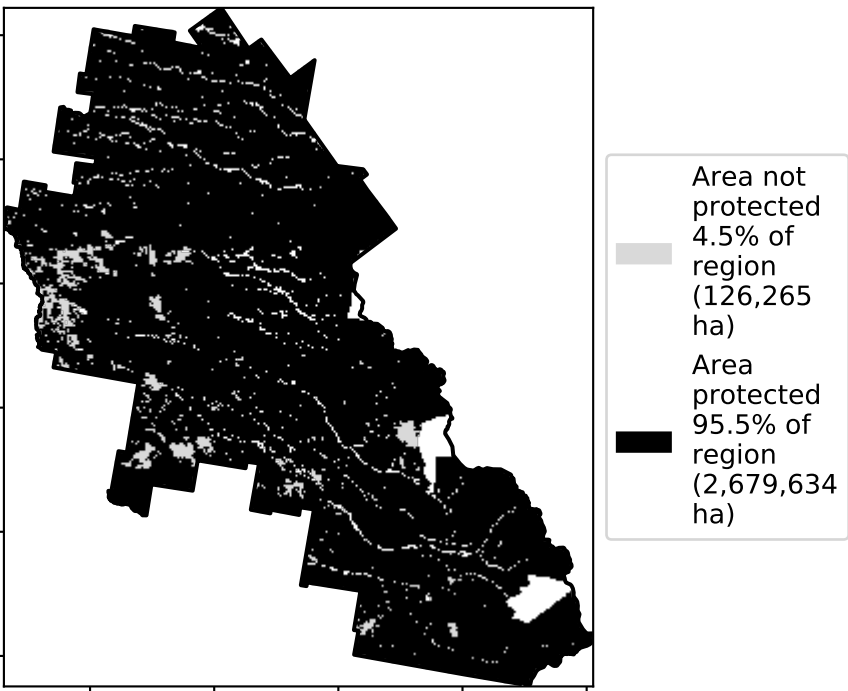 Area not
protected
4.5% of
region
(126,265
ha)
Area
protected
95.5% of
region
(2,679,634
ha)